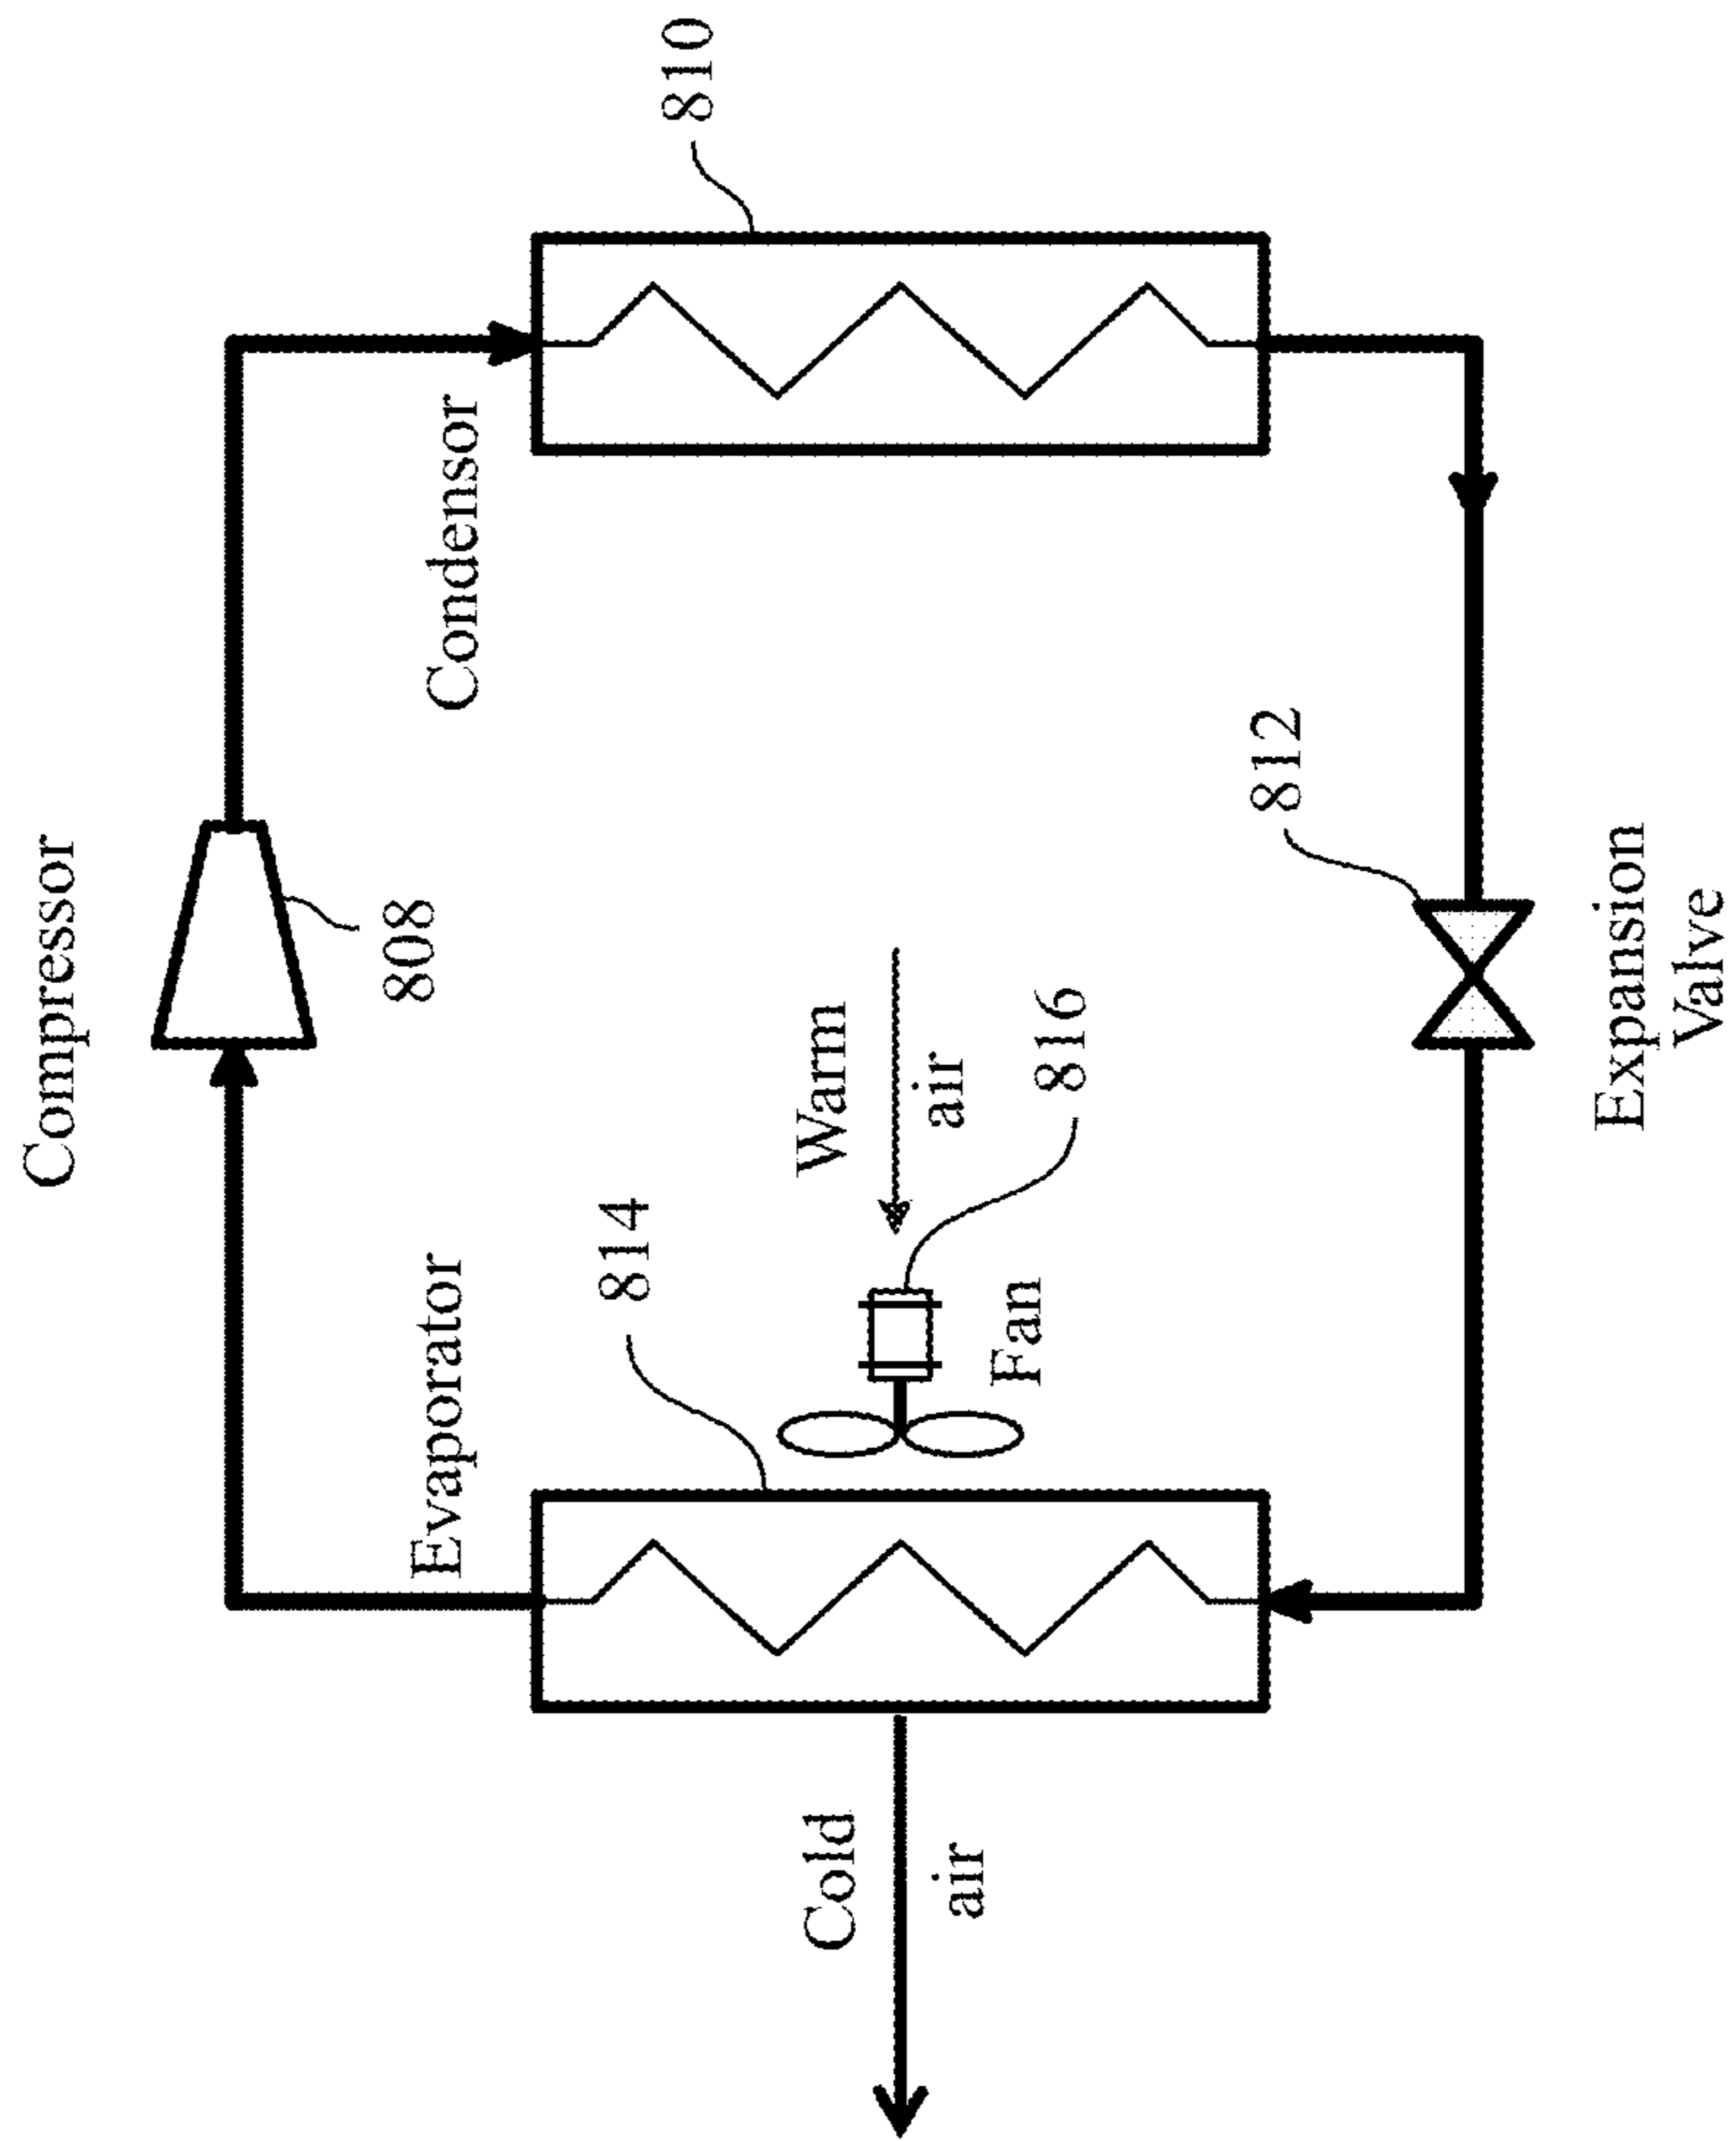 Compressor
808
810
Condensor
Evaporator
814
Warm
air
816
Fan
Cold
air
812
Expansion
Valve